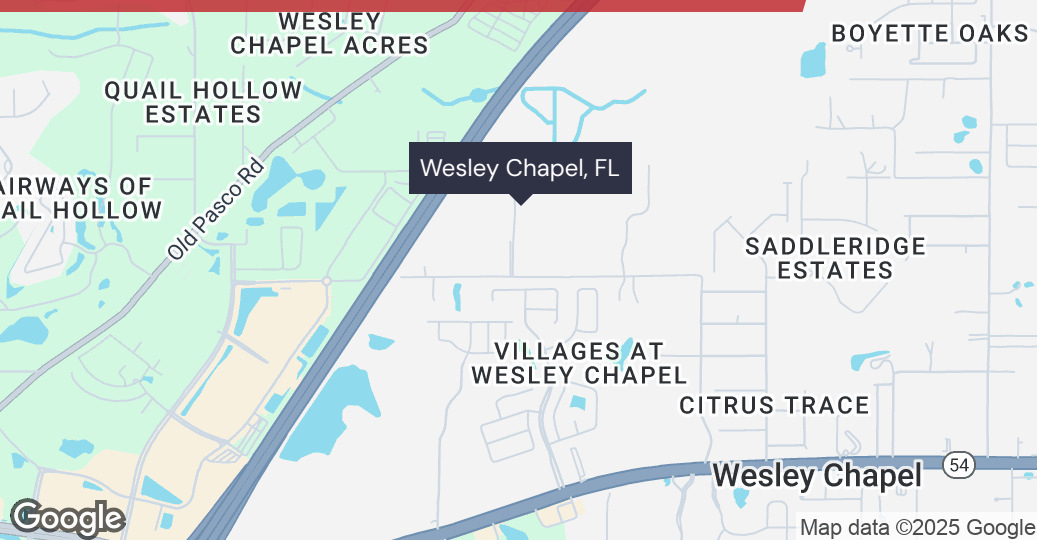 WESLEY
CHAPEL ACRES
BOYETTE OAKS
QUAIL HOLLOW
ESTATES
Wesley Chapel, FL
AIRWAYS OF
AIL HOLLOW
Old Pasco Rd
SADDLERIDGE
ESTATES
VILLAGES AT
WESLEY CHAPEL
CITRUS TRACE
Wesley Chapel
54
Google
Map data ©2025 Google